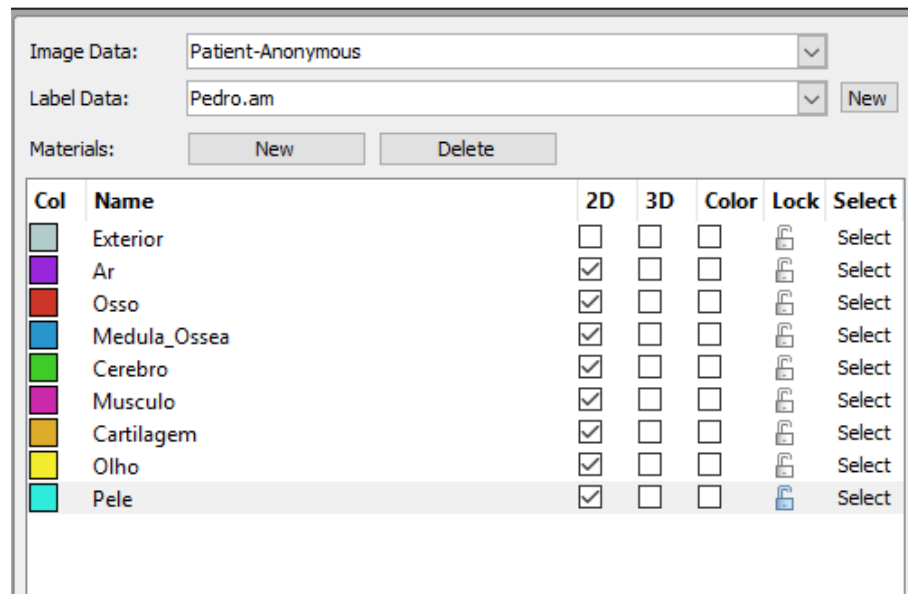 Image Data: Patient-Anonymous
Label Data: Pedro.am New
Materials: New Delete
Col Name 2D 3D Color Lock Select
Exterior Select
Ar Select
Osso Select
Medula_Ossea Select
Cerebro Select
Musculo Select
Cartilagem Select
Olho Select
Pele Select